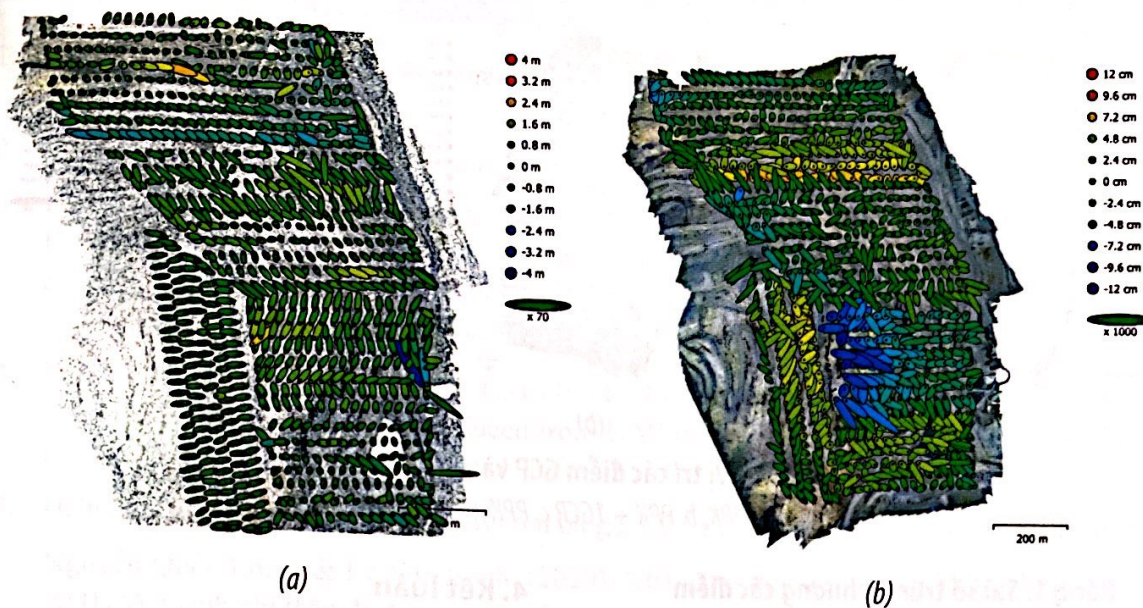 4 m
3.2 m
2.4 m
1.6 m
0.8 m
0 m
-0.8 m
-1.6 m
-2.4 m
-3.2 m
-4 m
x 70
m
(a)
12 cm
9.6 cm
7.2 cm
4.8 cm
2.4 cm
0 cm
-2.4 cm
-4.8 cm
-7.2 cm
-9.6 cm
-12 cm
x 1000
200 m
(b)